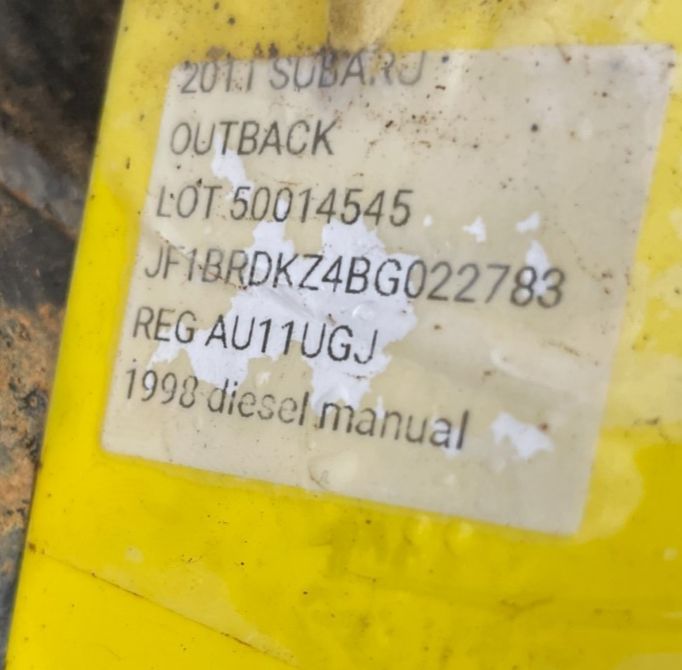 2011 SUBARU
OUTBACK
LOT 50014545
JF1BRDKZ4BG022783
REG AU11UGJ
1998 diesel manual